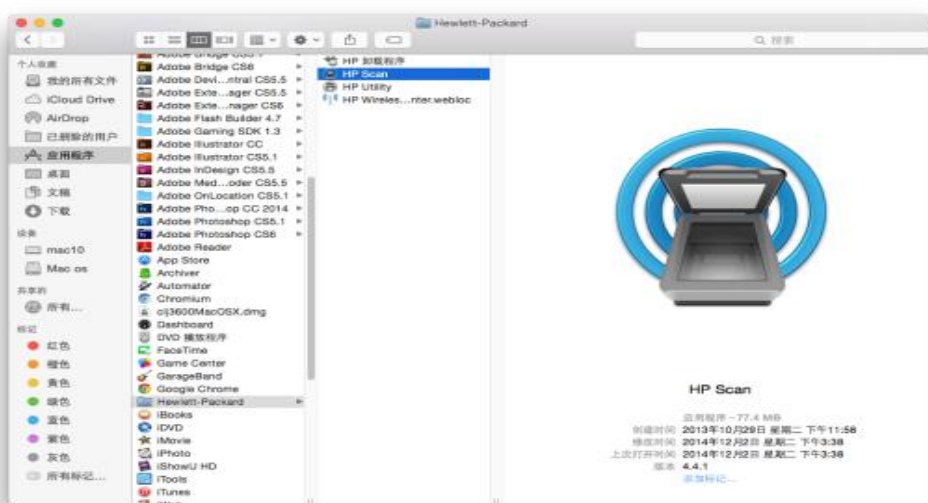 Hewlett-Packard
搜索
个人收藏
我的所有文件
iCloud Drive
AirDrop
已删除的用户
应用程序
桌面
文稿
下载
设备
mac10
Mac os
共享的
所有...
标记
红色
橙色
黄色
绿色
蓝色
紫色
灰色
所有标记...
Adobe Bridge CS6
Adobe Devi...ntral CS5.5
Adobe Exte...ager CS5.5
Adobe Exte...nager CS6
Adobe Flash Builder 4.7
Adobe Gaming SDK 1.3
Adobe Illustrator CC
Adobe Illustrator CS5.1
Adobe InDesign CS5.5
Adobe Med...oder CS5.5
Adobe OnLocation CS5.1
Adobe Pho...op CC 2014
Adobe Photoshop CS5.1
Adobe Photoshop CS6
Adobe Reader
App Store
Archiver
Automator
Chromium
clj3600MacOSX.dmg
Dashboard
DVD 播放程序
FaceTime
Game Center
GarageBand
Google Chrome
Hewlett-Packard
iBooks
iDVD
iMovie
iPhoto
iShowU HD
iTools
iTunes
HP 卸载程序
HP Scan
HP Utility
HP Wireles...nter.webloc
HP Scan
应用程序 - 77.4 MB
创建时间 2013年10月29日 星期二 下午11:58
修改时间 2014年12月2日 星期二 下午3:38
上次打开时间 2014年12月2日 星期二 下午3:38
版本 4.4.1
添加标记...